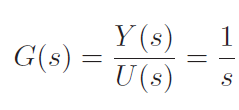 G(s) = Y(s)/U(s) = 1/s